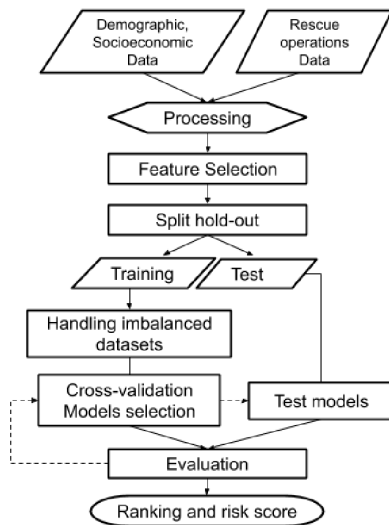 Demographic,
Socioeconomic
Data
Rescue
operations
Data
Processing
Feature Selection
Split hold-out
Training
Test
Handling imbalanced
datasets
Cross-validation
Models selection
Test models
Evaluation
Ranking and risk score